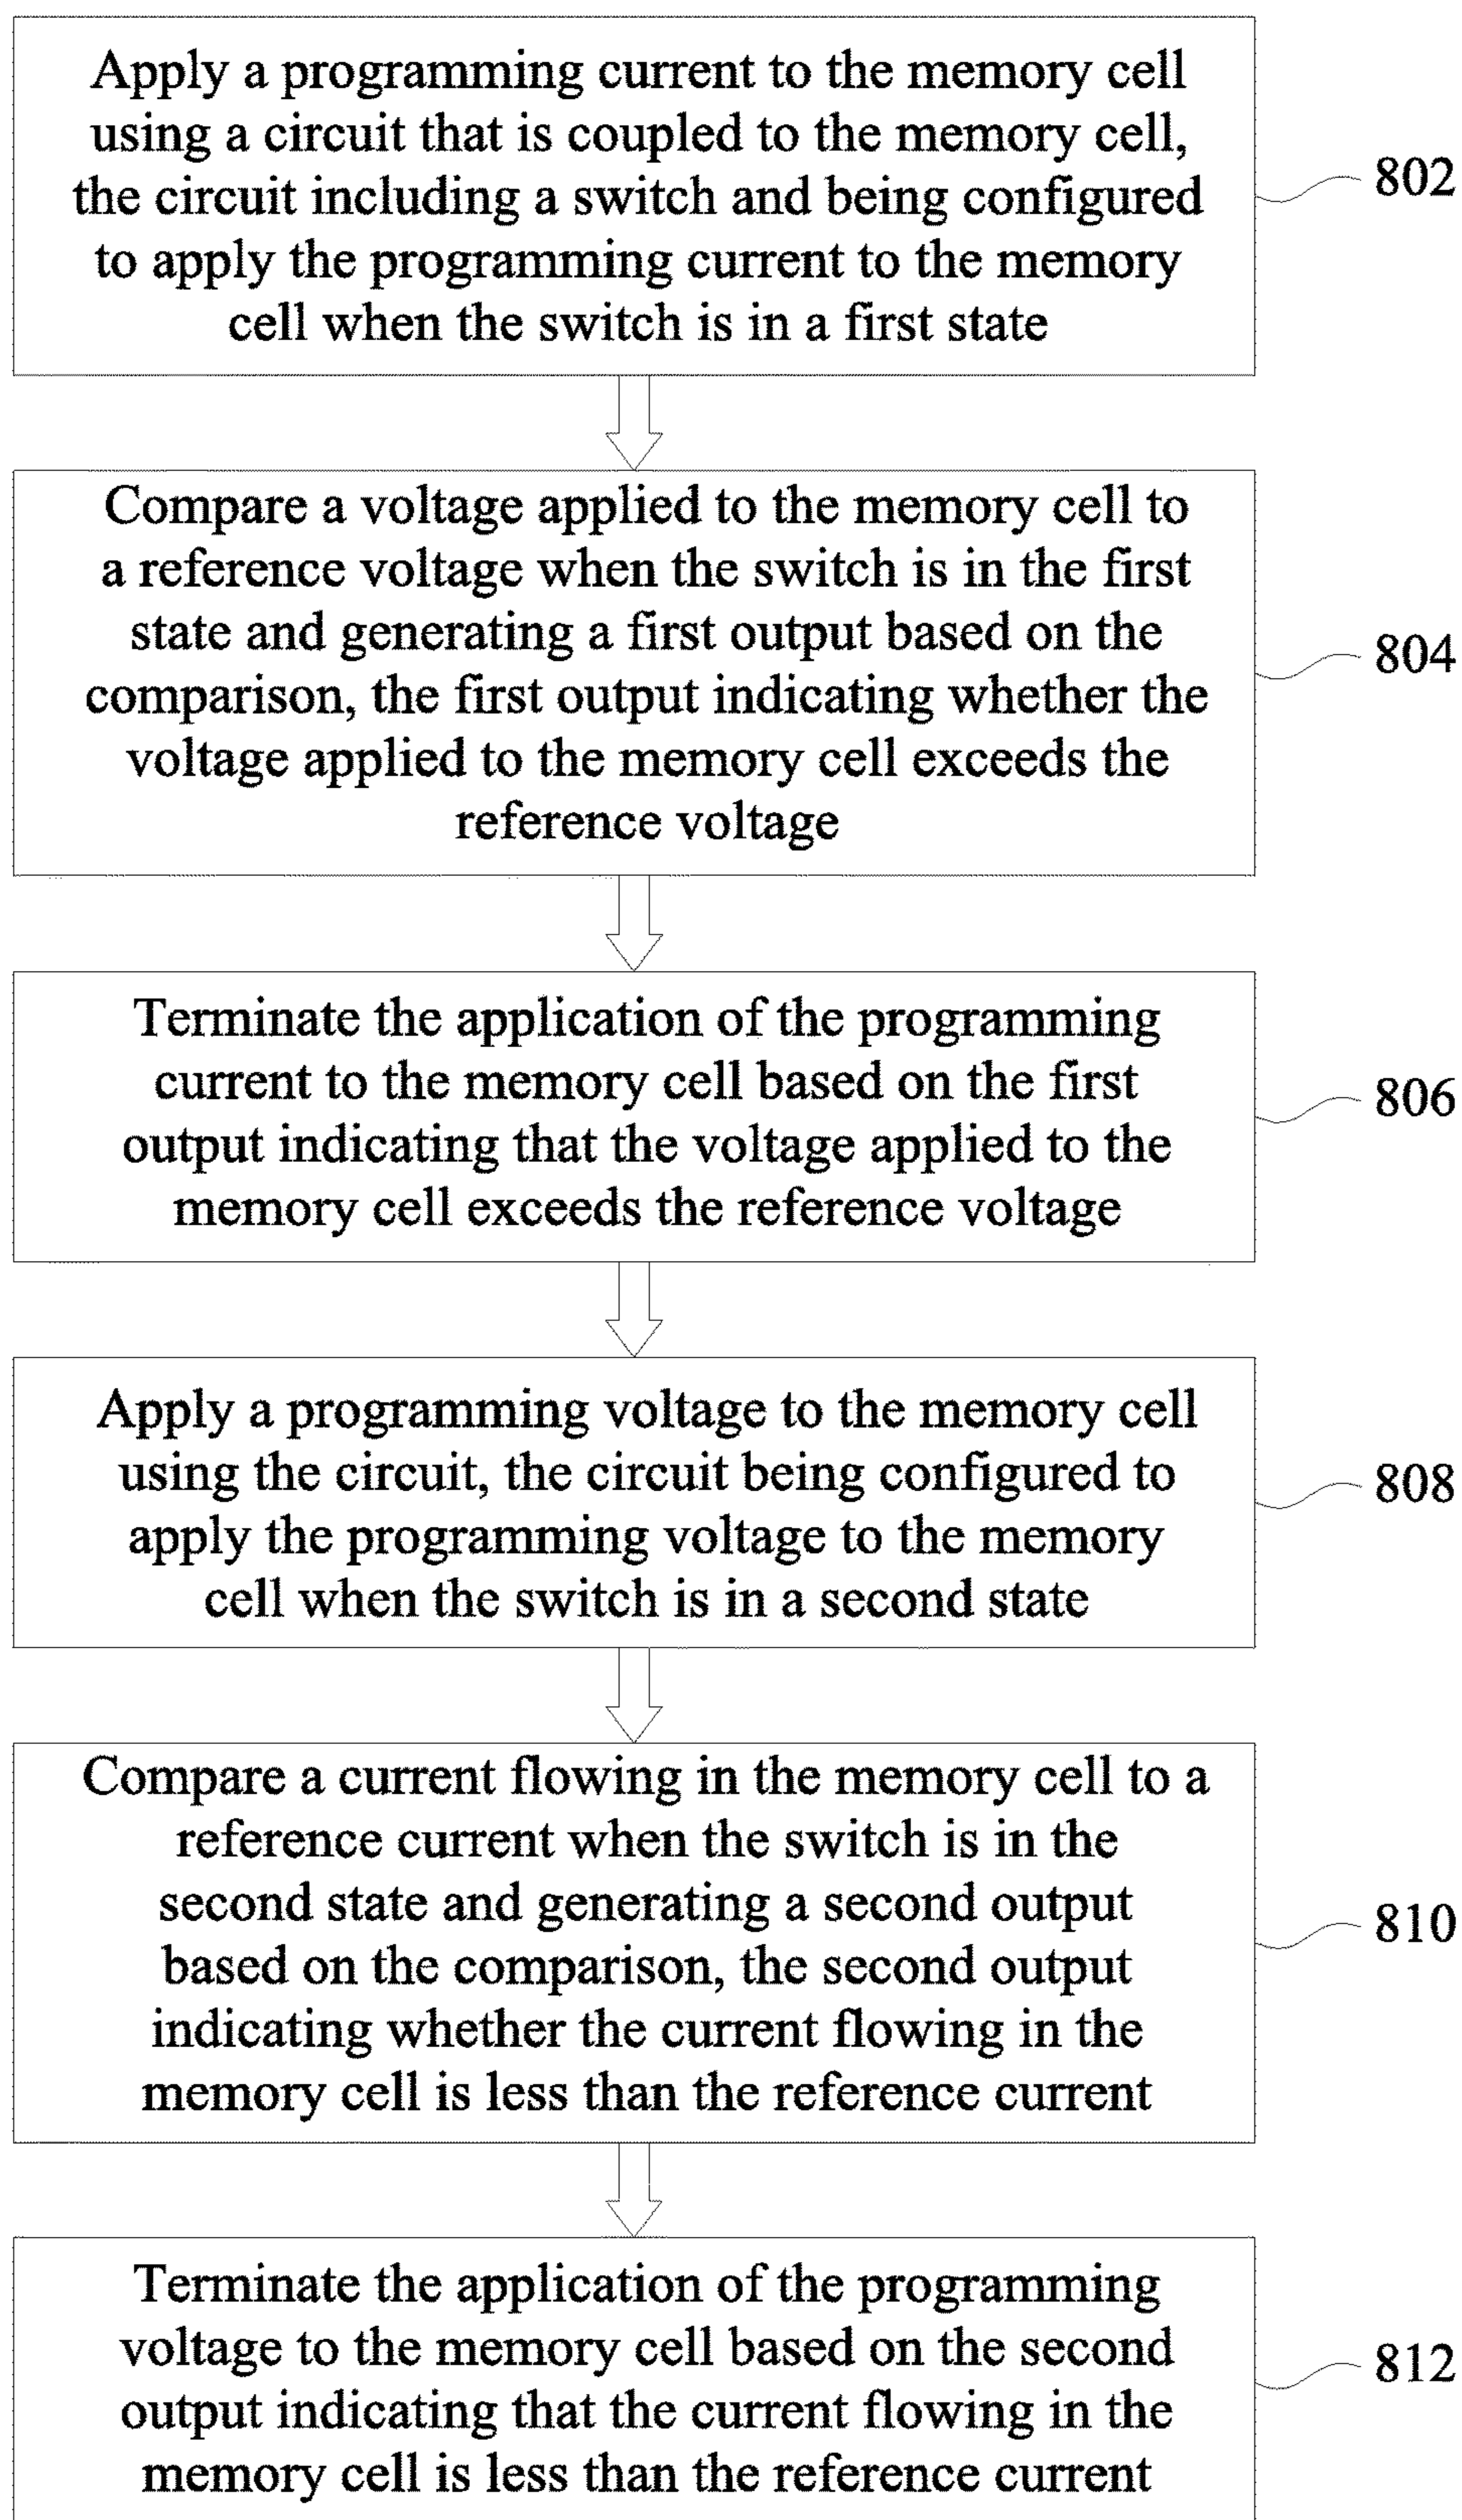 Apply a programming current to the memory cell
using a circuit that is coupled to the memory cell,
the circuit including a switch and being configured
to apply the programming current to the memory
cell when the switch is in a first state
802
Compare a voltage applied to the memory cell to
a reference voltage when the switch is in the first
state and generating a first output based on the
comparison, the first output indicating whether the
voltage applied to the memory cell exceeds the
reference voltage
804
Terminate the application of the programming
current to the memory cell based on the first
output indicating that the voltage applied to the
memory cell exceeds the reference voltage
806
Apply a programming voltage to the memory cell
using the circuit, the circuit being configured to
apply the programming voltage to the memory
cell when the switch is in a second state
808
Compare a current flowing in the memory cell to a
reference current when the switch is in the
second state and generating a second output
based on the comparison, the second output
indicating whether the current flowing in the
memory cell is less than the reference current
810
Terminate the application of the programming
voltage to the memory cell based on the second
output indicating that the current flowing in the
memory cell is less than the reference current
812